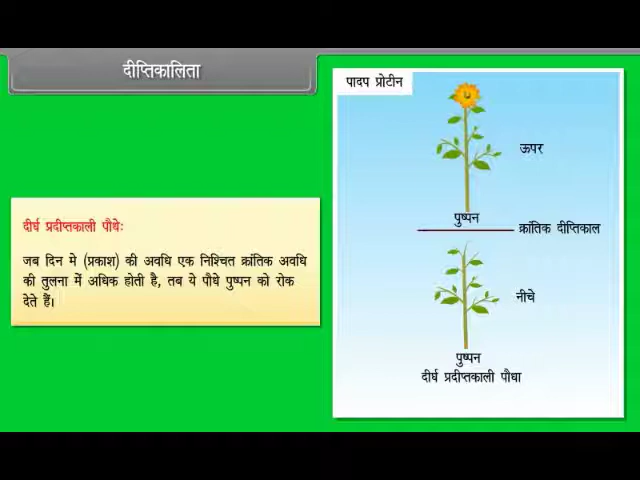 दीप्तिकालिता
पादप प्रोटीन
ऊपर
पुष्पन
क्रांतिक दीप्तिकाल
दीर्घ प्रदीप्तकाली पौधेः
जब दिन मे (प्रकाश) की अवधि एक निश्चित क्रांतिक अवधि
की तुलना में अधिक होती है, तब ये पौधे पुष्पन को रोक
देते हैं।
नीचे
पुष्पन
दीर्घ प्रदीप्तकाली पौधा